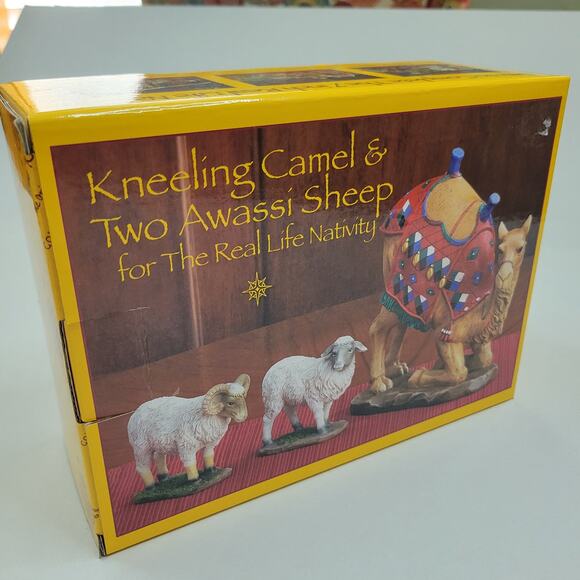 Kneeling Camel &
Two Awassi Sheep
for The Real Life Nativity